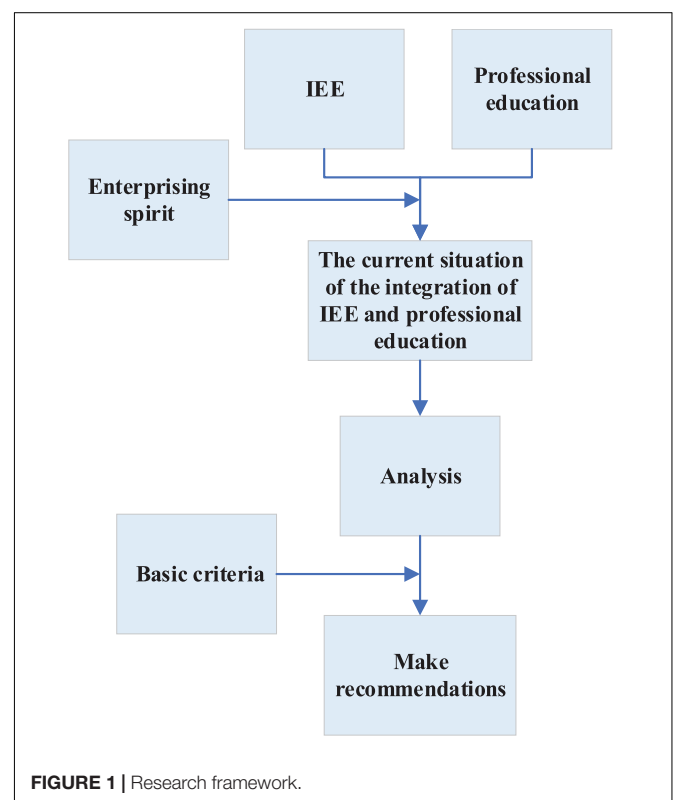 IEE
Professional
education
Enterprising
spirit
The current situation
of the integration of
IEE and professional
education
Analysis
Basic criteria
Make
recommendations
FIGURE 1 | Research framework.